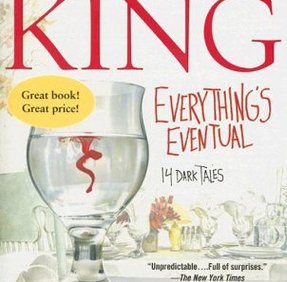 KING
Great book!
Great price!
EVERYTHING'S
EVENTUAL
14 DARK TALES
"Unpredictable....Full of surprises."
—The New York Times